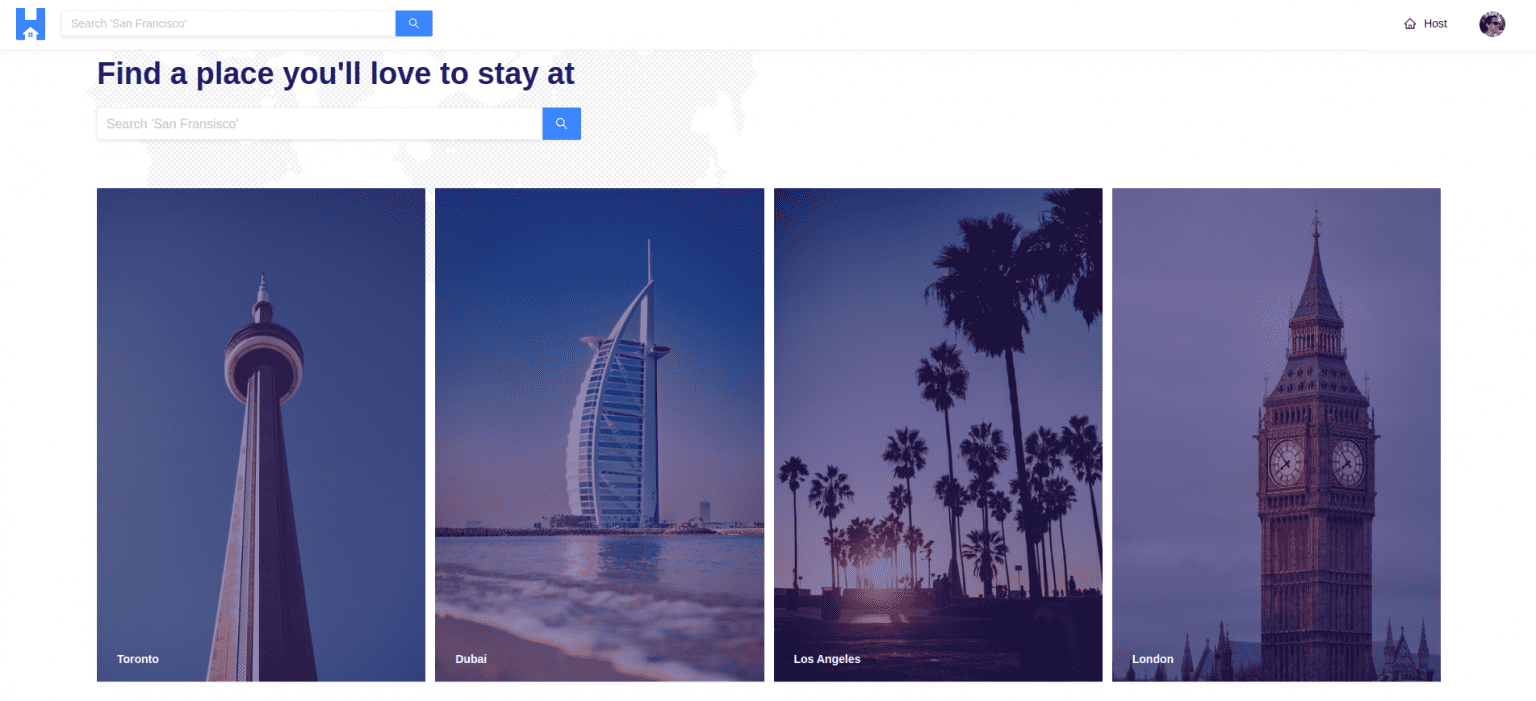 Search 'San Francisco'
Host
Find a place you'll love to stay at
Search 'San Fransisco'
Toronto
Dubai
Los Angeles
London